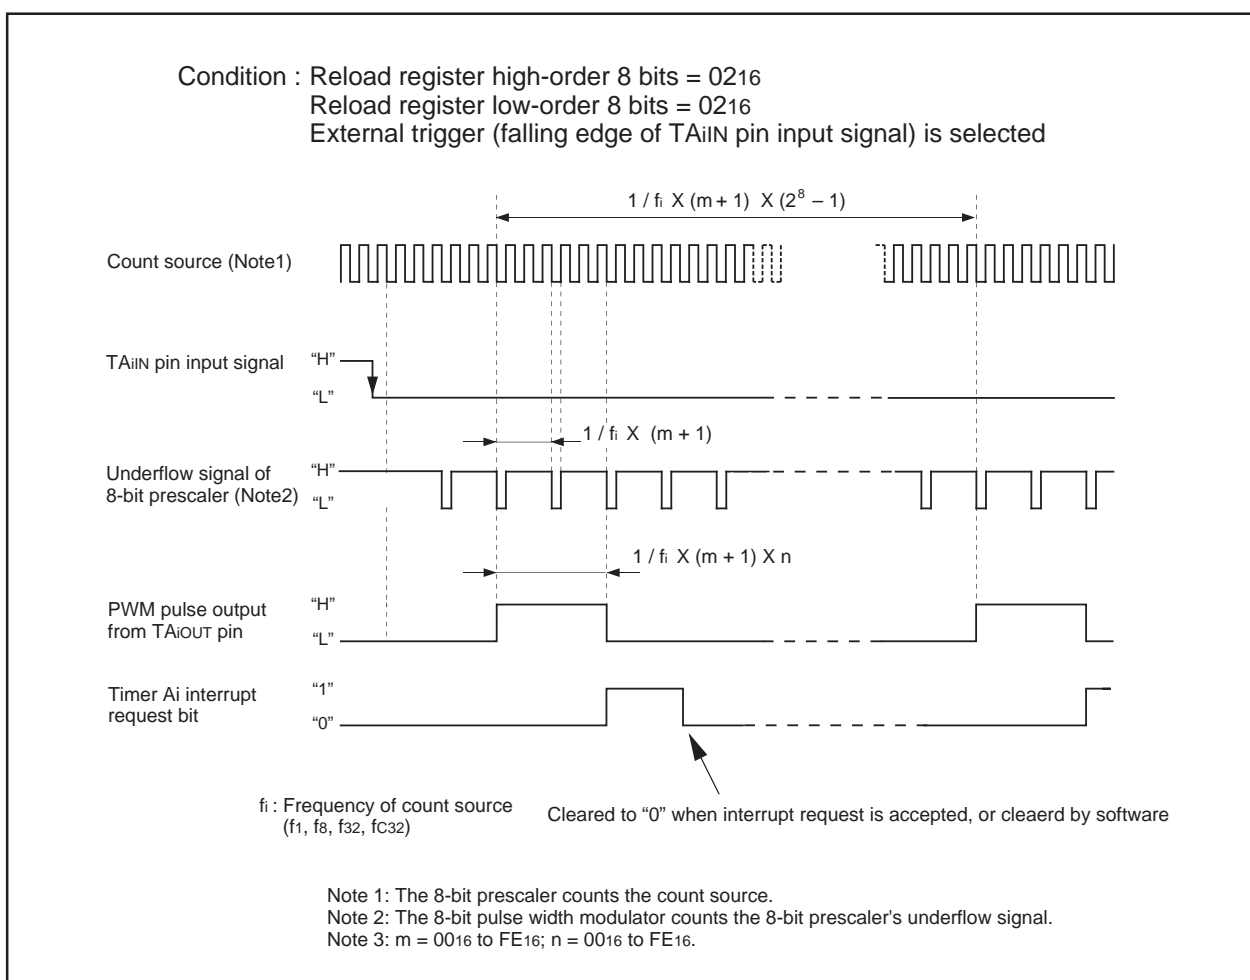 Condition : Reload register high-order 8 bits = 0216
Reload register low-order 8 bits = 0216
External trigger (falling edge of TAiIN pin input signal) is selected
1 / fi X (m + 1) X (2⁸ – 1)
Count source (Note1)
TAiIN pin input signal
“H”
“L”
1 / fi X (m + 1)
Underflow signal of
8-bit prescaler (Note2)
“H”
“L”
1 / fi X (m + 1) X n
PWM pulse output
from TAiOUT pin
“H”
“L”
Timer Ai interrupt
request bit
“1”
“0”
fi : Frequency of count source
(f1, f8, f32, fC32)
Cleared to “0” when interrupt request is accepted, or cleaerd by software
Note 1: The 8-bit prescaler counts the count source.
Note 2: The 8-bit pulse width modulator counts the 8-bit prescaler's underflow signal.
Note 3: m = 0016 to FE16; n = 0016 to FE16.